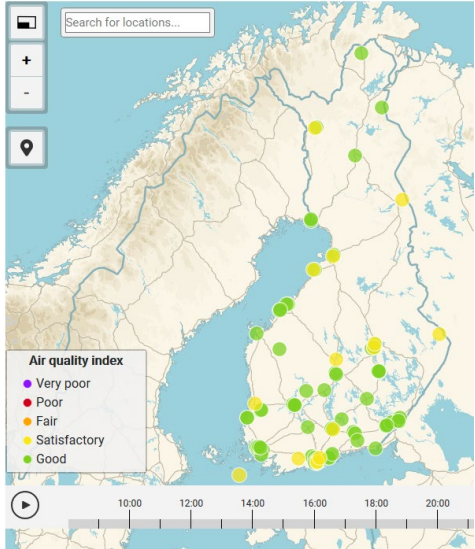 Search for locations...
+
-
Air quality index
Very poor
Poor
Fair
Satisfactory
Good
10:00 12:00 14:00 16:00 18:00 20:00